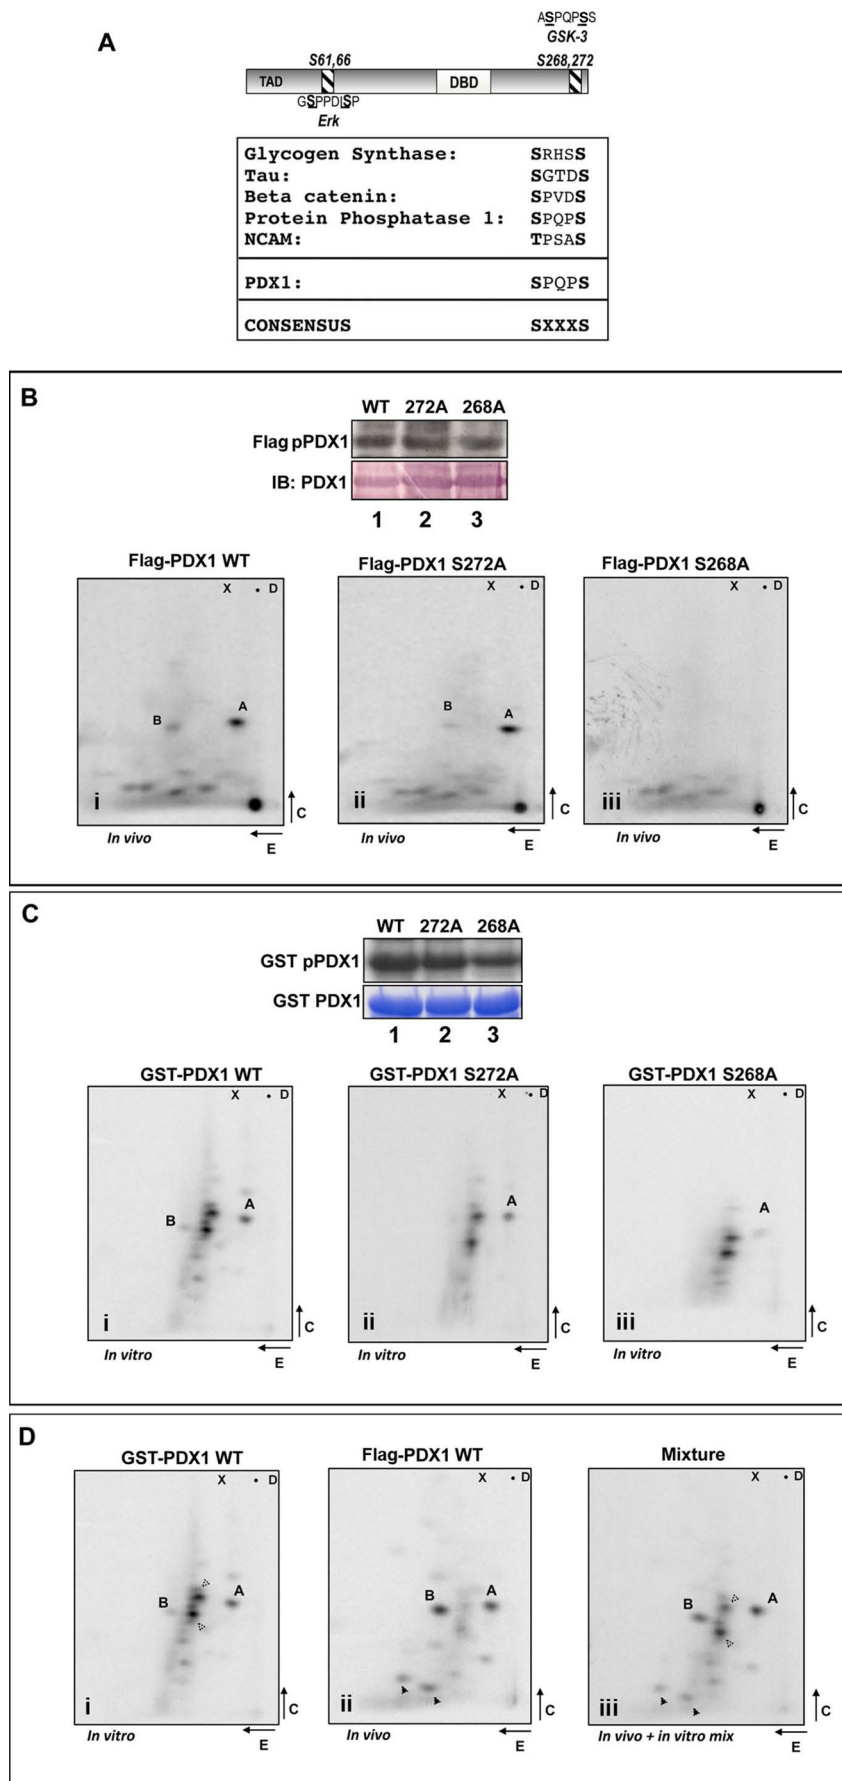 A
ASPQPSS
GSK-3
S61,66
S268,272
TAD
DBD
GSPPDISP
Erk
Glycogen Synthase: SRHSS
Tau: SGTDS
Beta catenin: SPVDS
Protein Phosphatase 1: SPQPS
NCAM: TPSAS
PDX1: SPQPS
CONSENSUS SXXXS
B
WT 272A 268A
Flag pPDX1
IB: PDX1
1 2 3
Flag-PDX1 WT
Flag-PDX1 S272A
Flag-PDX1 S268A
X • D
X • D
X • D
B A
B A
i
ii
iii
C
C
C
In vivo
In vivo
In vivo
E
E
E
C
WT 272A 268A
GST pPDX1
GST PDX1
1 2 3
GST-PDX1 WT
GST-PDX1 S272A
GST-PDX1 S268A
X • D
X • D
X • D
B A
A
A
i
ii
iii
C
C
C
In vitro
In vitro
In vitro
E
E
E
D
GST-PDX1 WT
Flag-PDX1 WT
Mixture
X • D
X • D
X • D
B A
B A
B A
i
ii
iii
C
C
C
In vitro
In vivo
In vivo + in vitro mix
E
E
E